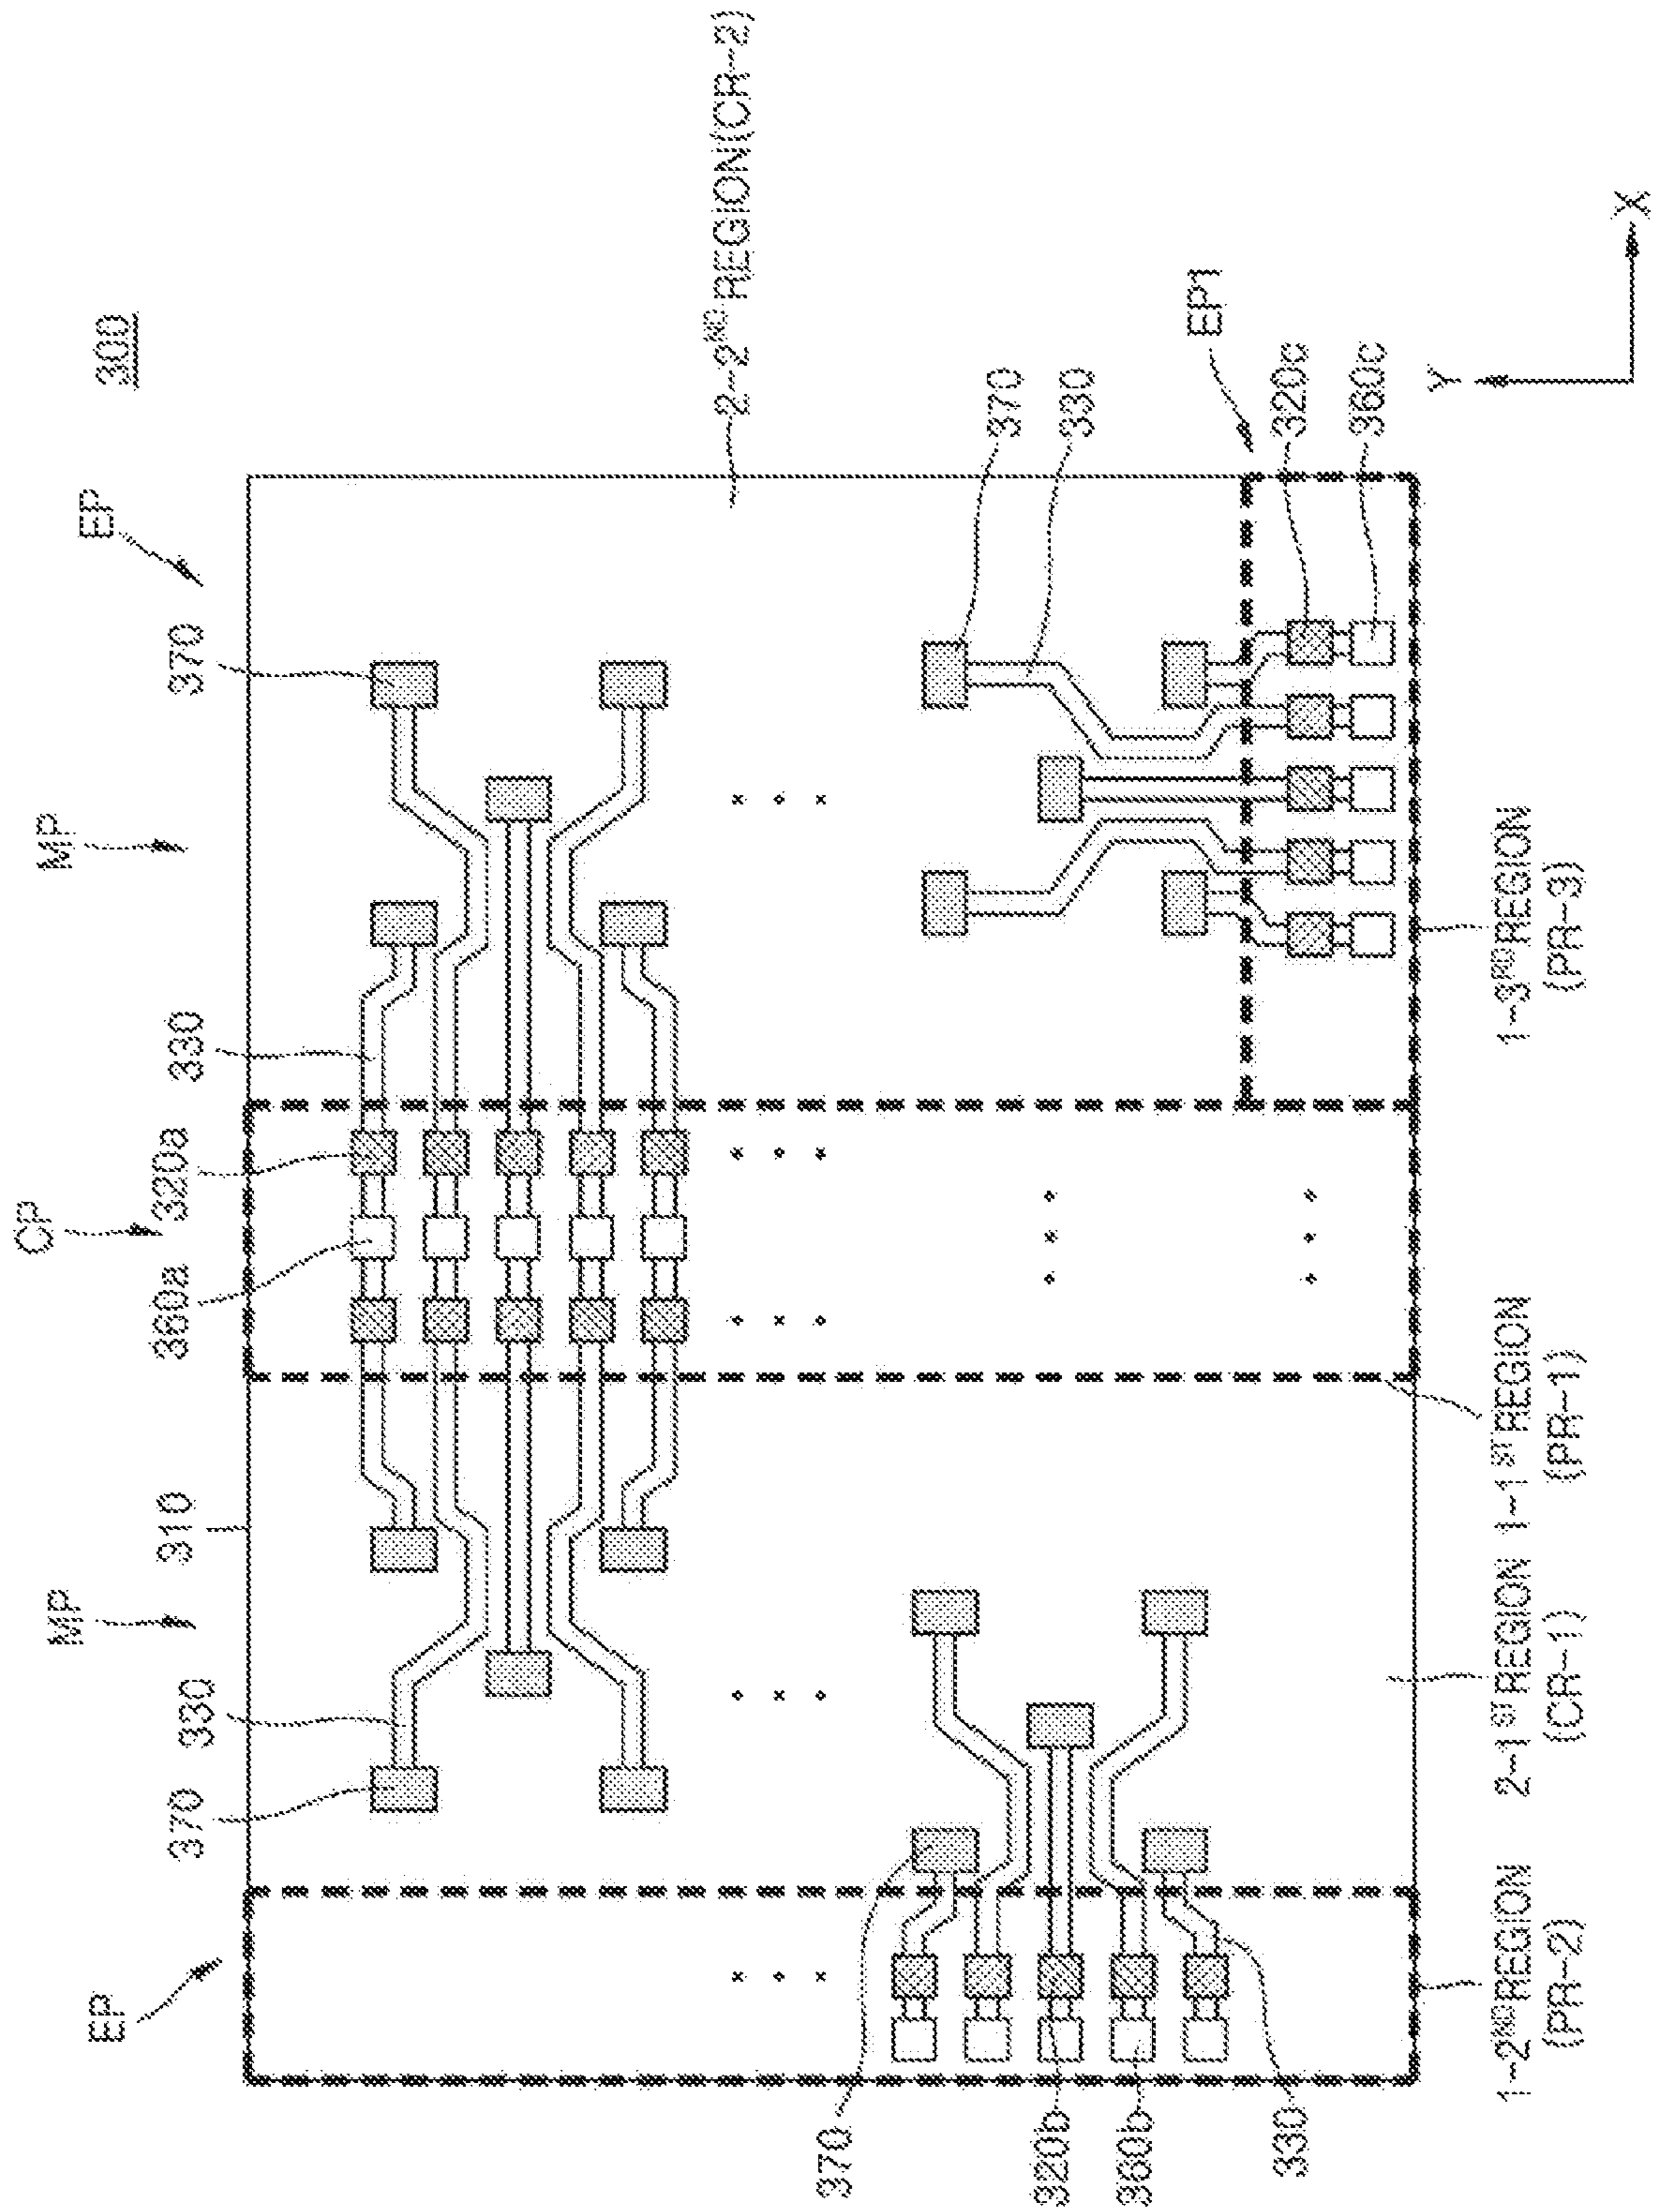 300
EP
MP
CP
MP
EP
370
330
310
360a
320a
330
370
2-2ND REGION(CR-2)
370
320b
360b
330
370
330
EP1
320c
360c
Y
X
1-2ND REGION
(PR-2)
2-1ST REGION
(CR-1)
1-1ST REGION
(PR-1)
1-3RD REGION
(PR-3)